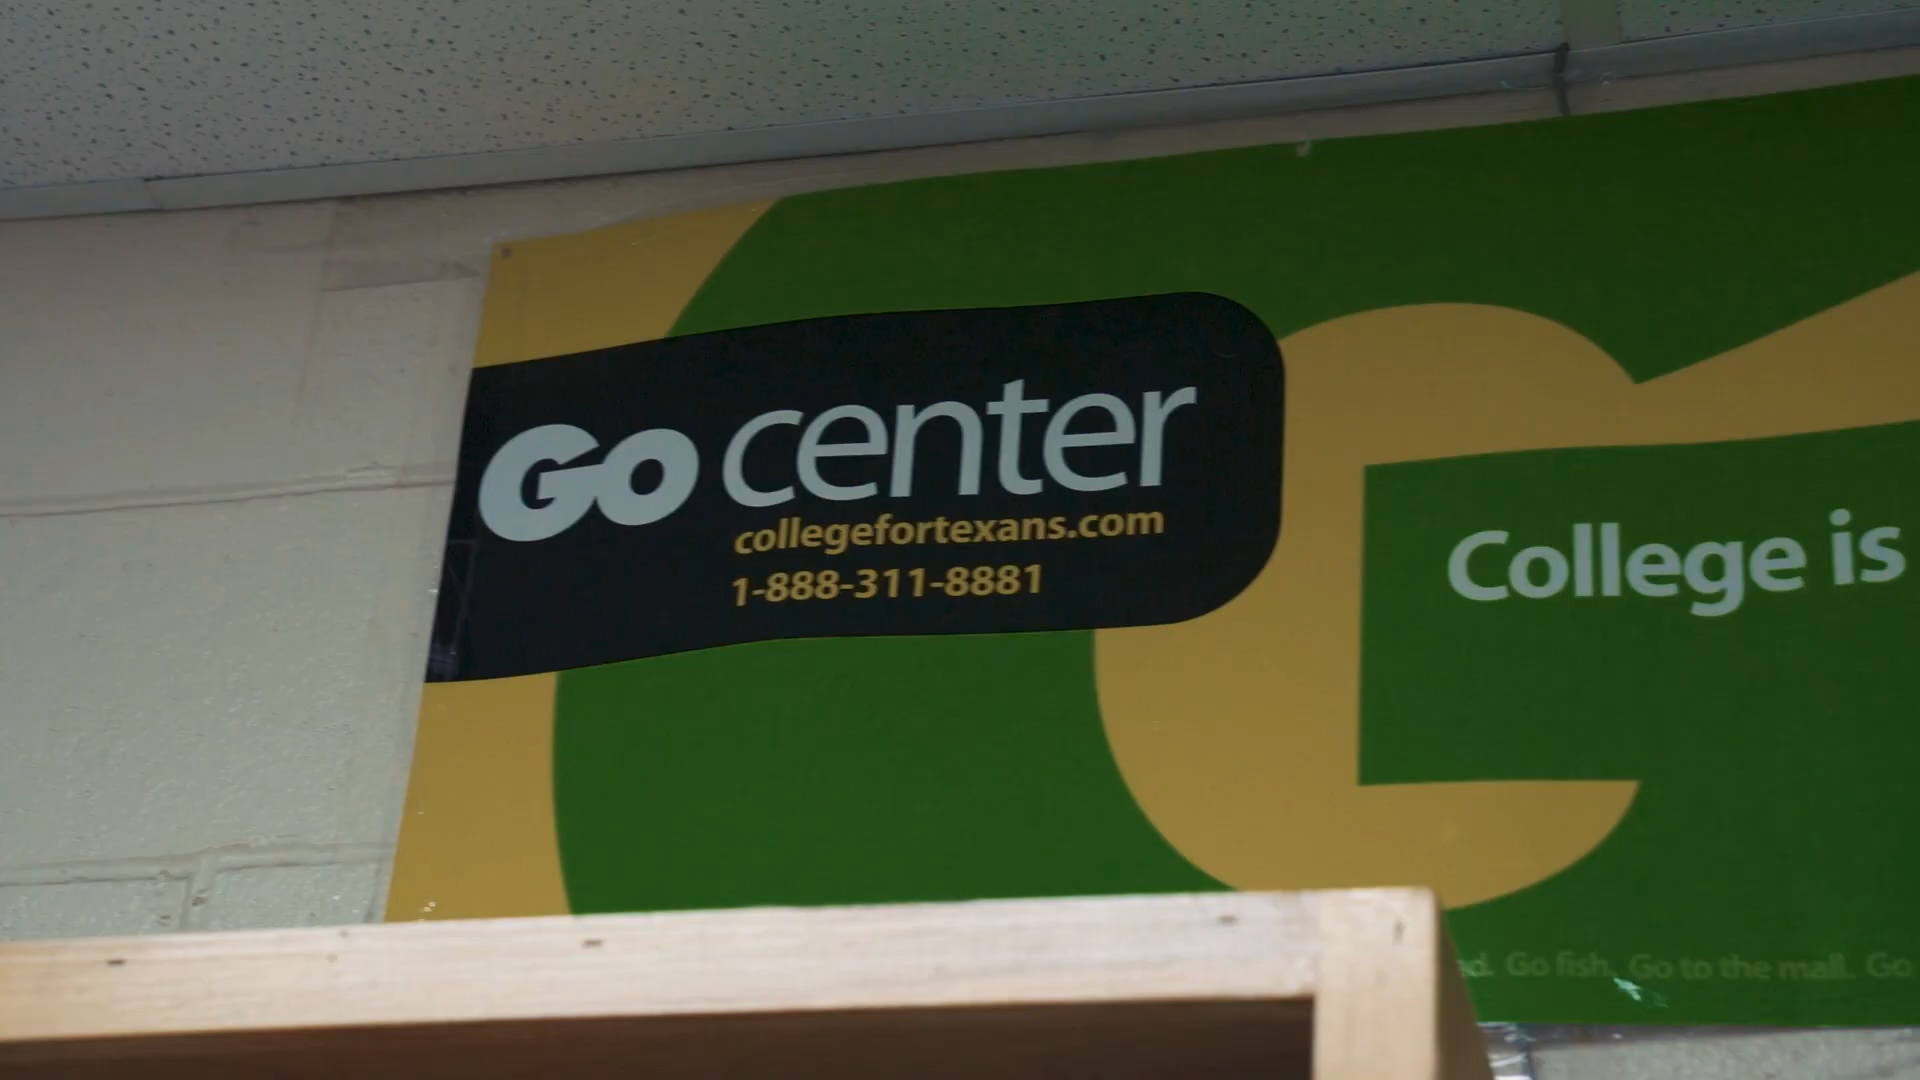 Go center
collegefortexans.com
1-888-311-8881
College is
Go fish. Go to the mall. Go